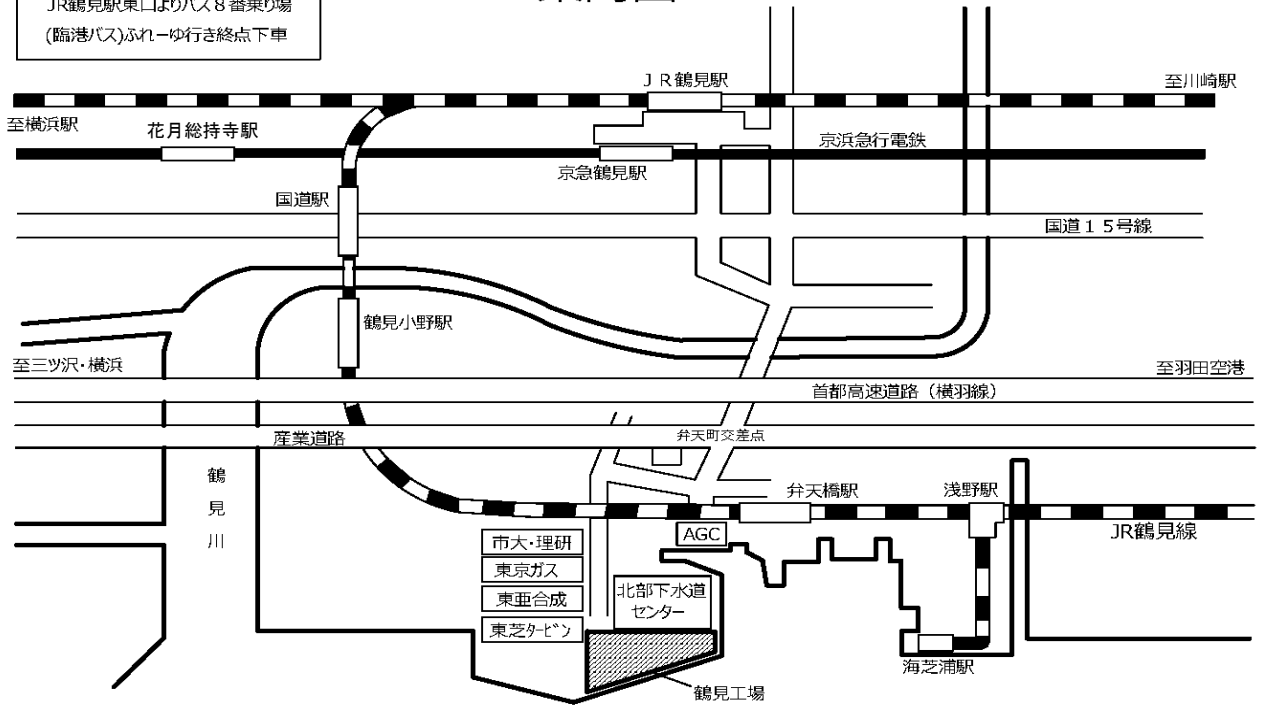 案内図
JR鶴見駅東口よりバス8番乗り場
(臨港バス)ふれーゆ行き終点下車
JR鶴見駅
至川崎駅
至横浜駅
花月総持寺駅
京浜急行電鉄
京急鶴見駅
国道駅
国道15号線
鶴見小野駅
至三ツ沢・横浜
至羽田空港
首都高速道路(横羽線)
産業道路
弁天町交差点
鶴見川
弁天橋駅
浅野駅
AGC
JR鶴見線
市大・理研
東京ガス
東亜合成
東芝タービン
北部下水道
センター
海芝浦駅
鶴見工場